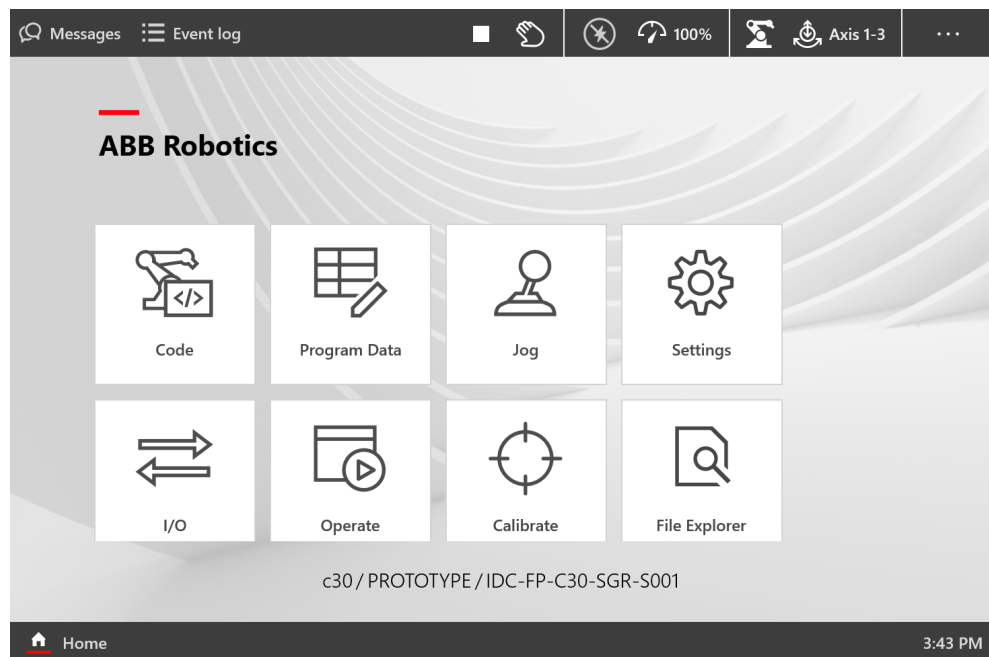 Messages Event log 100% Axis 1-3 ...
ABB Robotics
</>
Code Program Data Jog Settings
I/O Operate Calibrate File Explorer
c30 / PROTOTYPE / IDC-FP-C30-SGR-S001
Home 3:43 PM